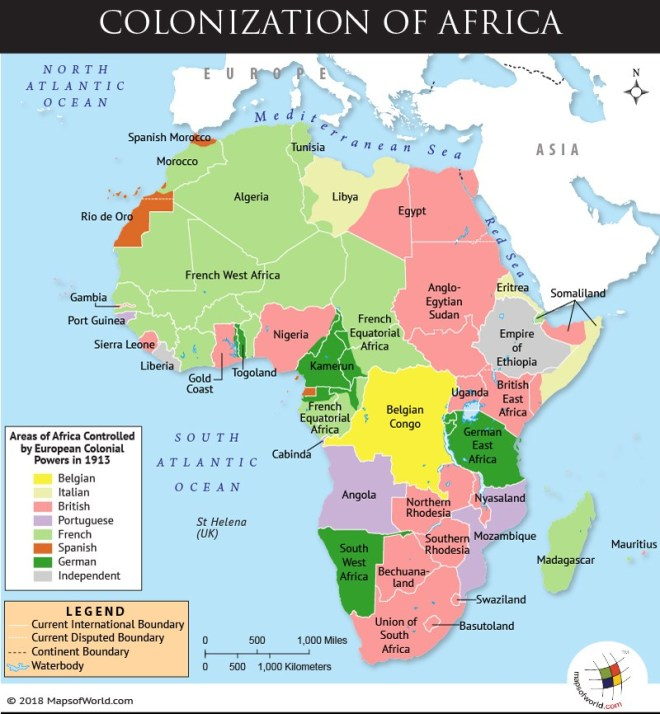 COLONIZATION OF AFRICA
NORTH
ATLANTIC
OCEAN
EUROPE
Mediterranean Sea
ASIA
N
Spanish Morocco
Morocco
Tunisia
Algeria
Libya
Egypt
Red Sea
Rio de Oro
French West Africa
Gambia
Port Guinea
Sierra Leone
Liberia
Gold
Coast
Togoland
Nigeria
Kamerun
French
Equatorial
Africa
Anglo-
Egytian
Sudan
Eritrea
Somaliland
Empire
of
Ethiopia
French
Equatorial
Africa
Cabinda
Belgian
Congo
Uganda
British
East
Africa
German
East
Africa
SOUTH
ATLANTIC
OCEAN
St Helena
(UK)
Angola
Northern
Rhodesia
Nyasaland
Southern
Rhodesia
Mozambique
Madagascar
Mauritius
South
West
Africa
Bechuana-
land
Swaziland
Basutoland
Union of
South
Africa
Areas of Africa Controlled
by European Colonial
Powers in 1913
Belgian
Italian
British
Portuguese
French
Spanish
German
Independent
LEGEND
Current International Boundary
Current Disputed Boundary
Continent Boundary
Waterbody
0 500 1,000 Miles
0 500 1,000 Kilometers
mapsofworld.com
TM
© 2018 MapsofWorld.com